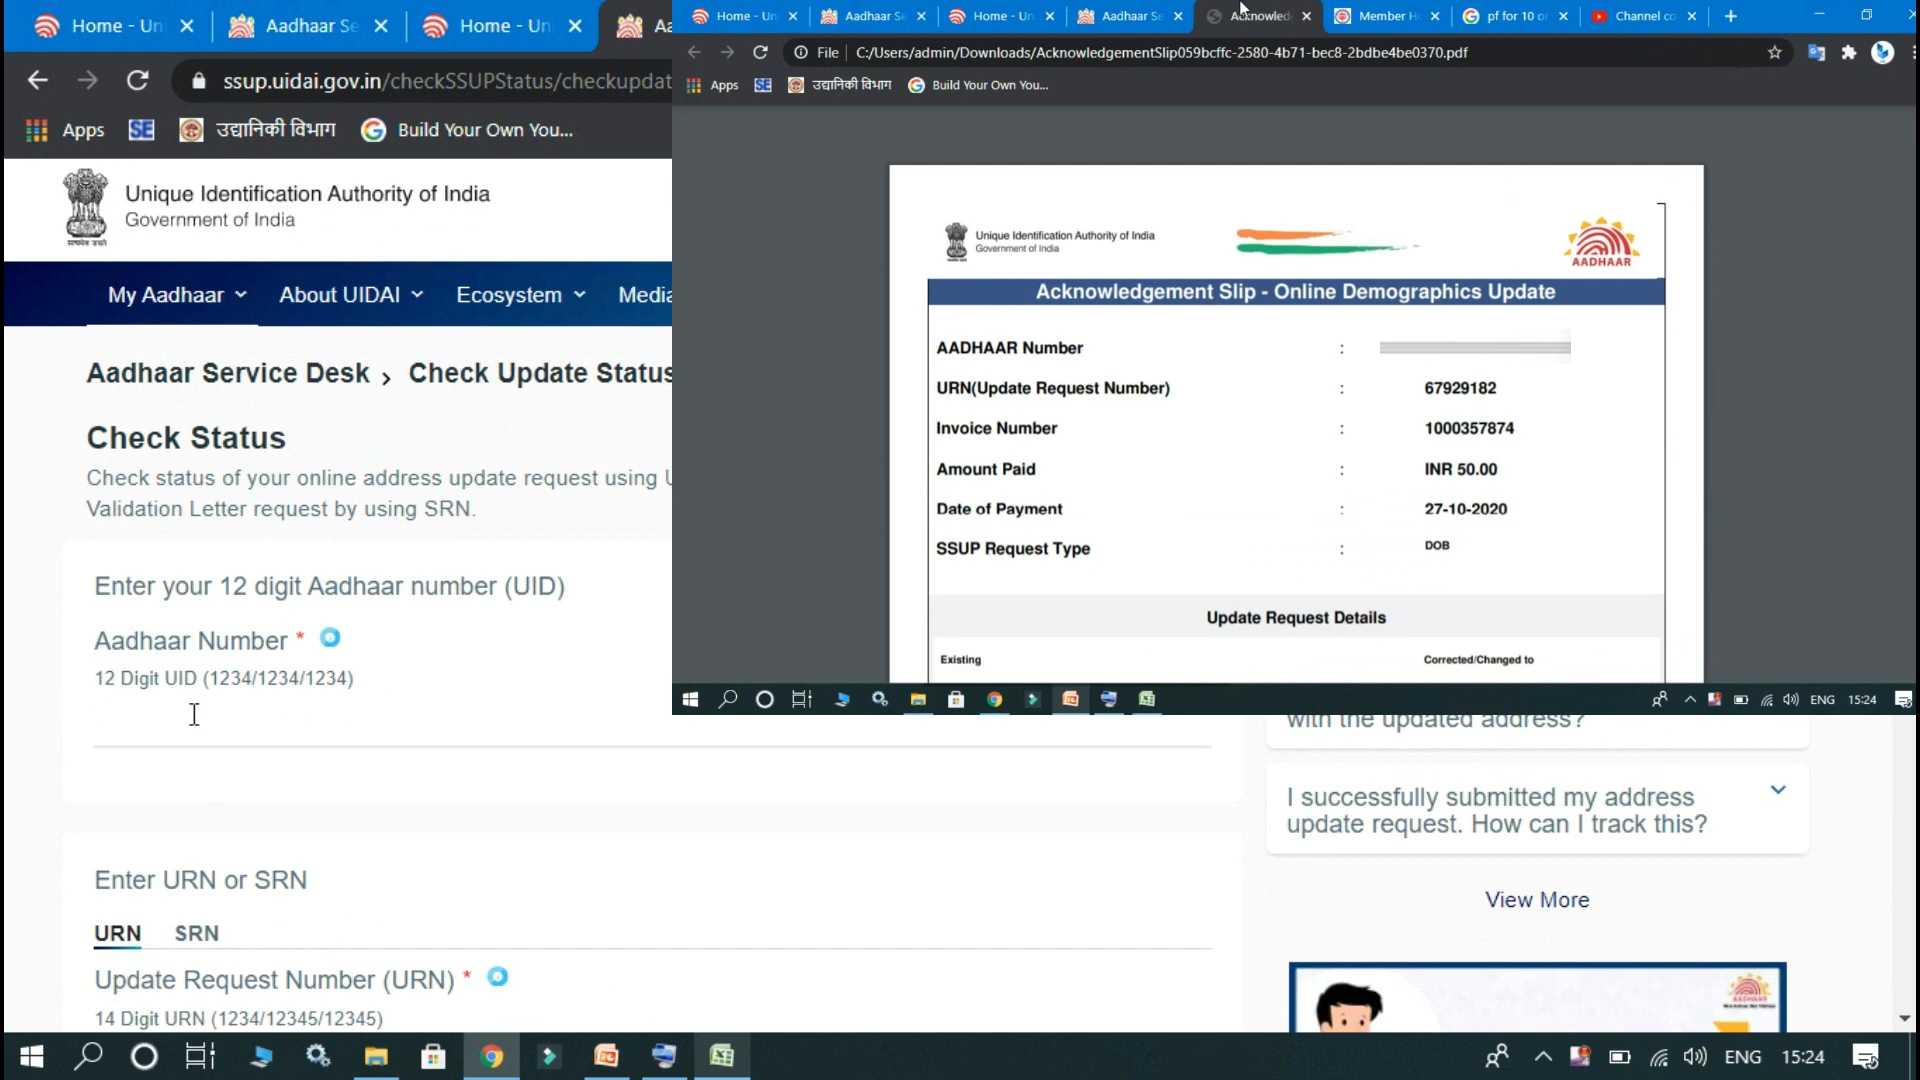 Home - Un
Aadhaar Se
Home - Un
Aa
ssup.uidai.gov.in/checkSSUPStatus/checkupdat
Apps
SE
उद्यानिकी विभाग
Build Your Own You...
Unique Identification Authority of India
Government of India
My Aadhaar
About UIDAI
Ecosystem
Media
Aadhaar Service Desk › Check Update Status
Check Status
Check status of your online address update request using U
Validation Letter request by using SRN.
Enter your 12 digit Aadhaar number (UID)
Aadhaar Number *
12 Digit UID (1234/1234/1234)
Enter URN or SRN
URN
SRN
Update Request Number (URN) *
14 Digit URN (1234/12345/12345)
Home - Un
Aadhaar Se
Home - Un
Aadhaar Se
Acknowled
Member H
pf for 10 o
Channel co
File
C:/Users/admin/Downloads/AcknowledgementSlip059bcffc-2580-4b71-bec8-2bdbe4be0370.pdf
Apps
SE
उद्यानिकी विभाग
Build Your Own You...
Unique Identification Authority of India
Government of India
AADHAAR
Acknowledgement Slip - Online Demographics Update
AADHAAR Number :
URN(Update Request Number) : 67929182
Invoice Number : 1000357874
Amount Paid : INR 50.00
Date of Payment : 27-10-2020
SSUP Request Type : DOB
Update Request Details
Existing
Corrected/Changed to
ENG
15:24
with the updated address?
I successfully submitted my address
update request. How can I track this?
View More
ENG
15:24